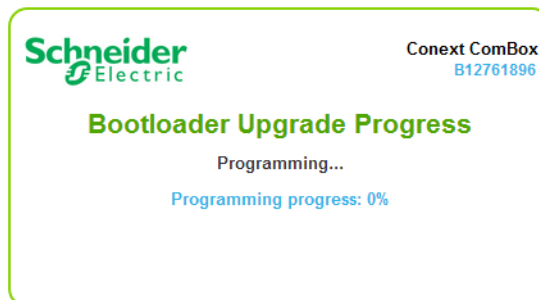 Schneider
Electric
Conext ComBox
B12761896
Bootloader Upgrade Progress
Programming...
Programming progress: 0%